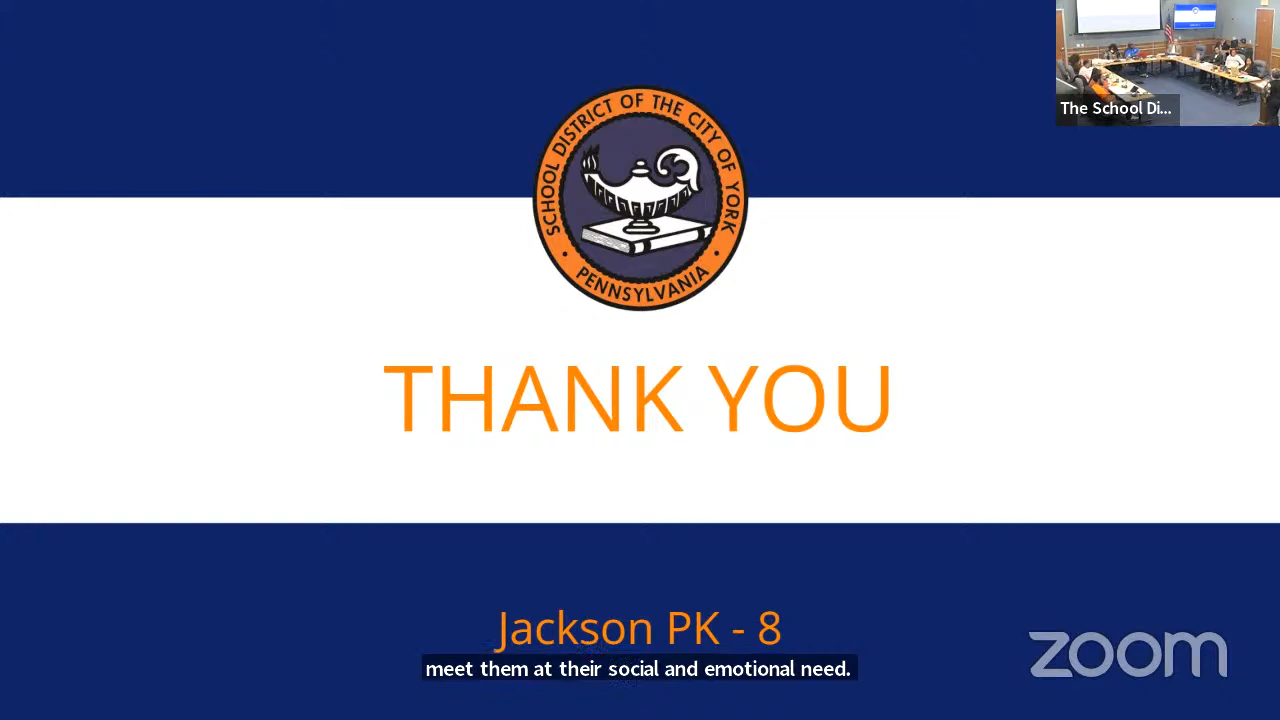 The School Di...
SCHOOL DISTRICT OF THE CITY OF YORK
PENNSYLVANIA
THANK YOU
Jackson PK - 8
meet them at their social and emotional need.
zoom